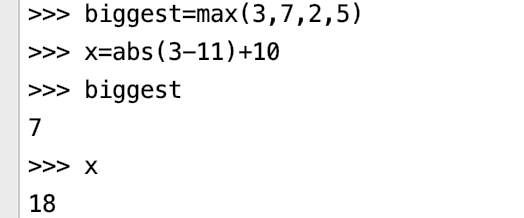 >>> biggest=max(3,7,2,5)
>>> x=abs(3-11)+10
>>> biggest
7
>>> x
18